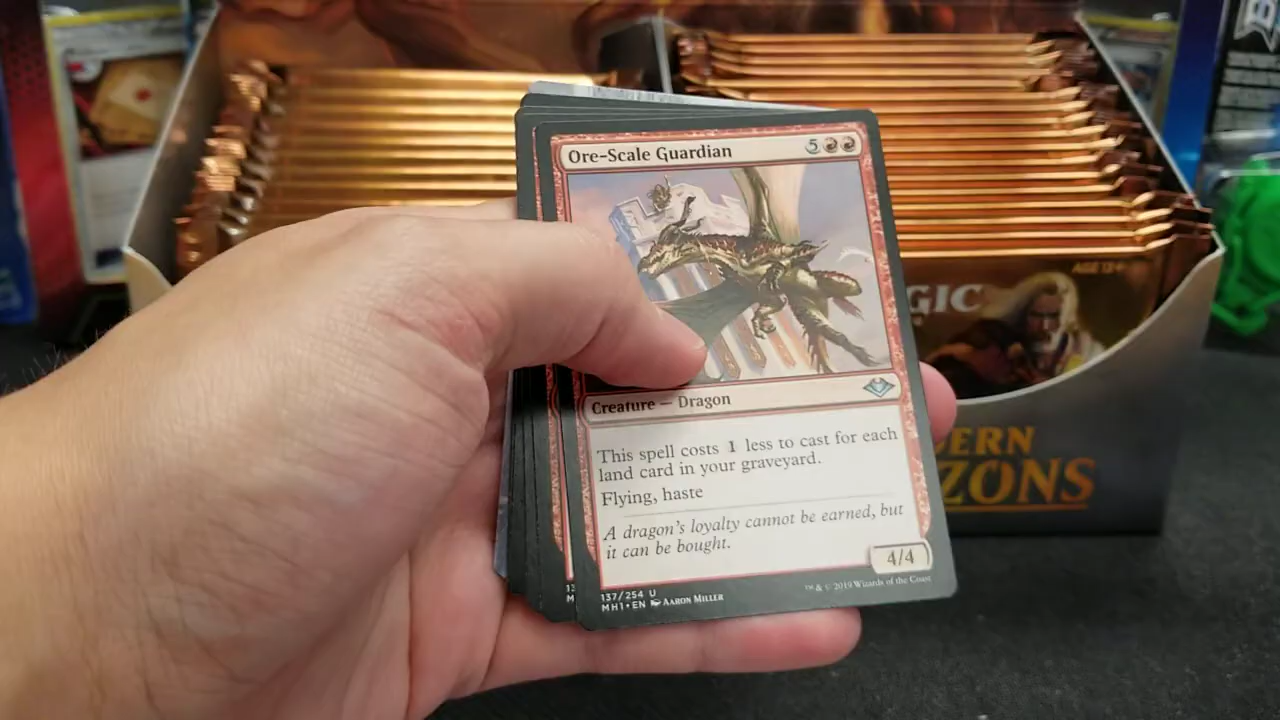 Ore-Scale Guardian 5
Creature — Dragon
This spell costs 1 less to cast for each
land card in your graveyard.
Flying, haste
A dragon's loyalty cannot be earned, but
it can be bought.
4/4
137/254 U
MH1 • EN AARON MILLER
™ & © 2019 Wizards of the Coast
13
M
AGE 13+
GIC
DERN
ZONS